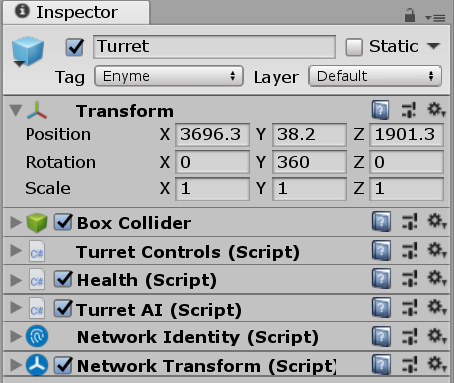 Inspector
Turret Static
Tag Enyme Layer Default
Transform
Position X 3696.3 Y 38.2 Z 1901.3
Rotation X 0 Y 360 Z 0
Scale X 1 Y 1 Z 1
Box Collider
C# Turret Controls (Script)
C# Health (Script)
C# Turret AI (Script)
Network Identity (Script)
Network Transform (Script)